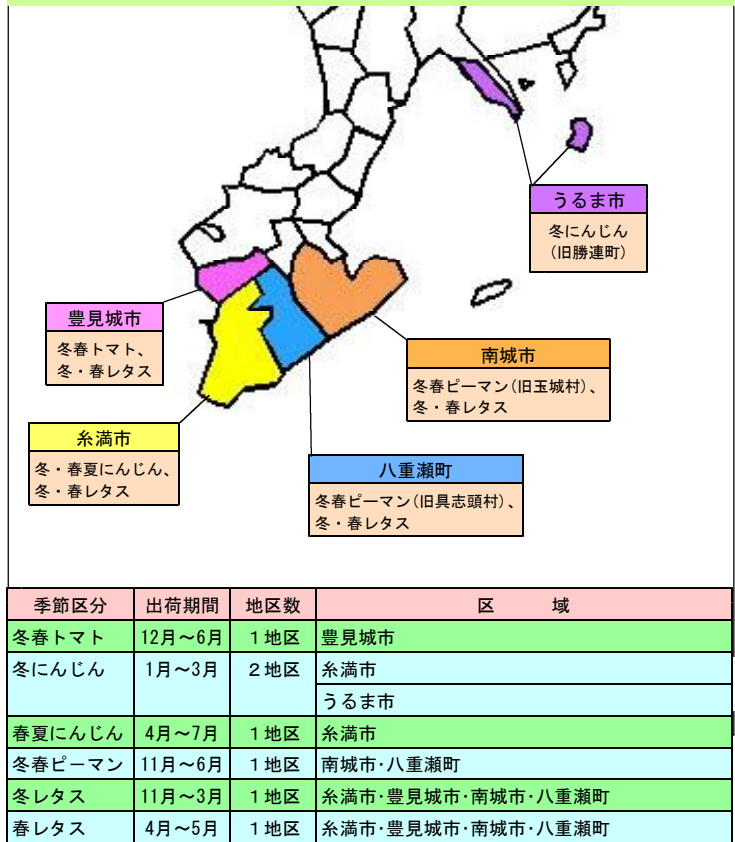 うるま市
冬にんじん
(旧勝連町)
豊見城市
冬春トマト、
冬・春レタス
南城市
冬春ピーマン(旧玉城村)、
冬・春レタス
糸満市
冬・春夏にんじん、
冬・春レタス
八重瀬町
冬春ピーマン(旧具志頭村)、
冬・春レタス
季節区分 出荷期間 地区数 区 域
冬春トマト 12月～6月 1地区 豊見城市
冬にんじん 1月～3月 2地区 糸満市
うるま市
春夏にんじん 4月～7月 1地区 糸満市
冬春ピーマン 11月～6月 1地区 南城市･八重瀬町
冬レタス 11月～3月 1地区 糸満市･豊見城市･南城市･八重瀬町
春レタス 4月～5月 1地区 糸満市･豊見城市･南城市･八重瀬町